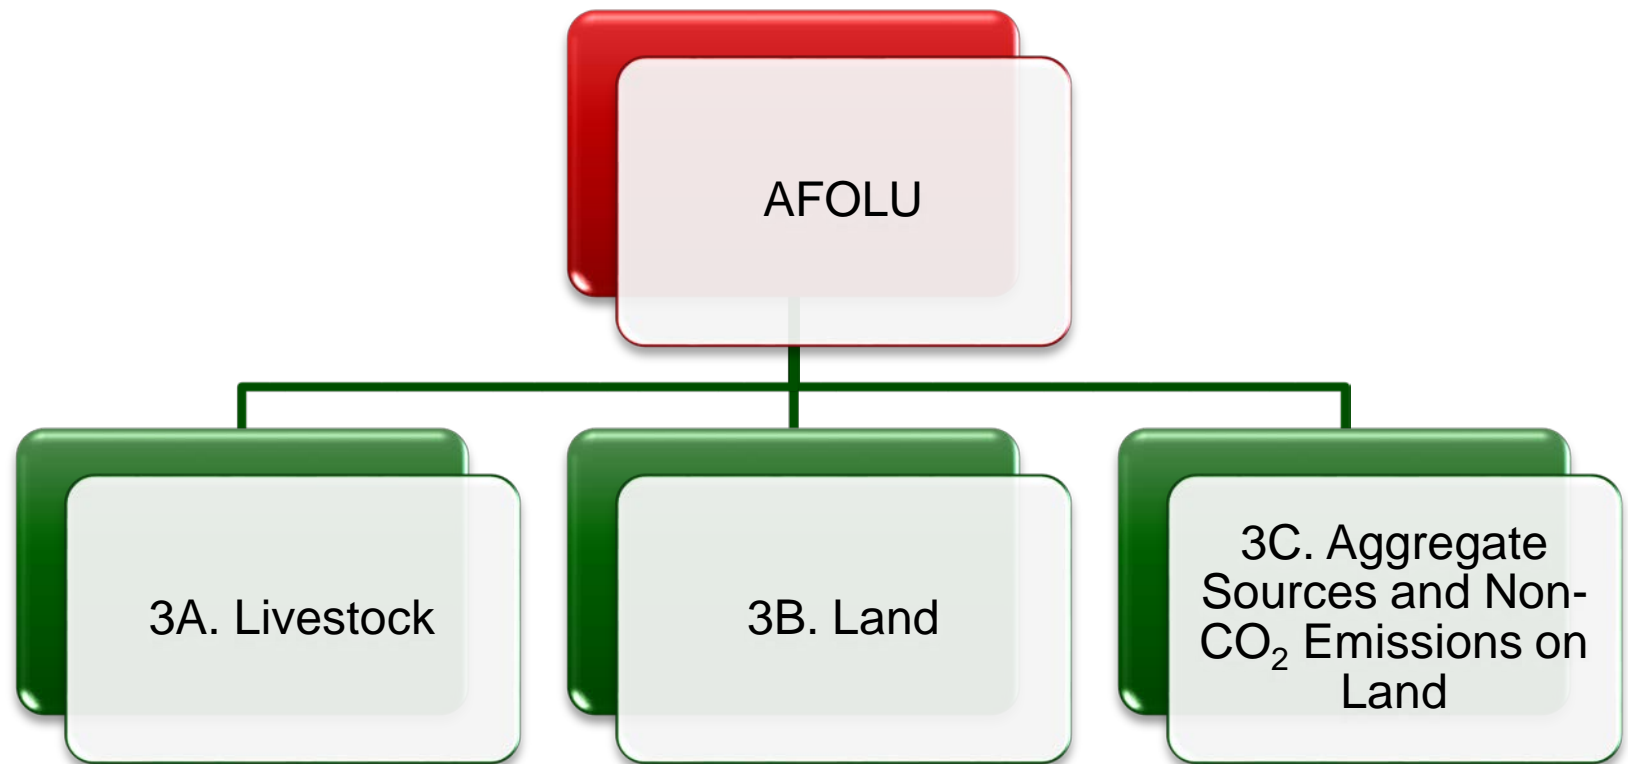 AFOLU
3A. Livestock
3B. Land
3C. Aggregate
Sources and Non-
CO₂ Emissions on
Land